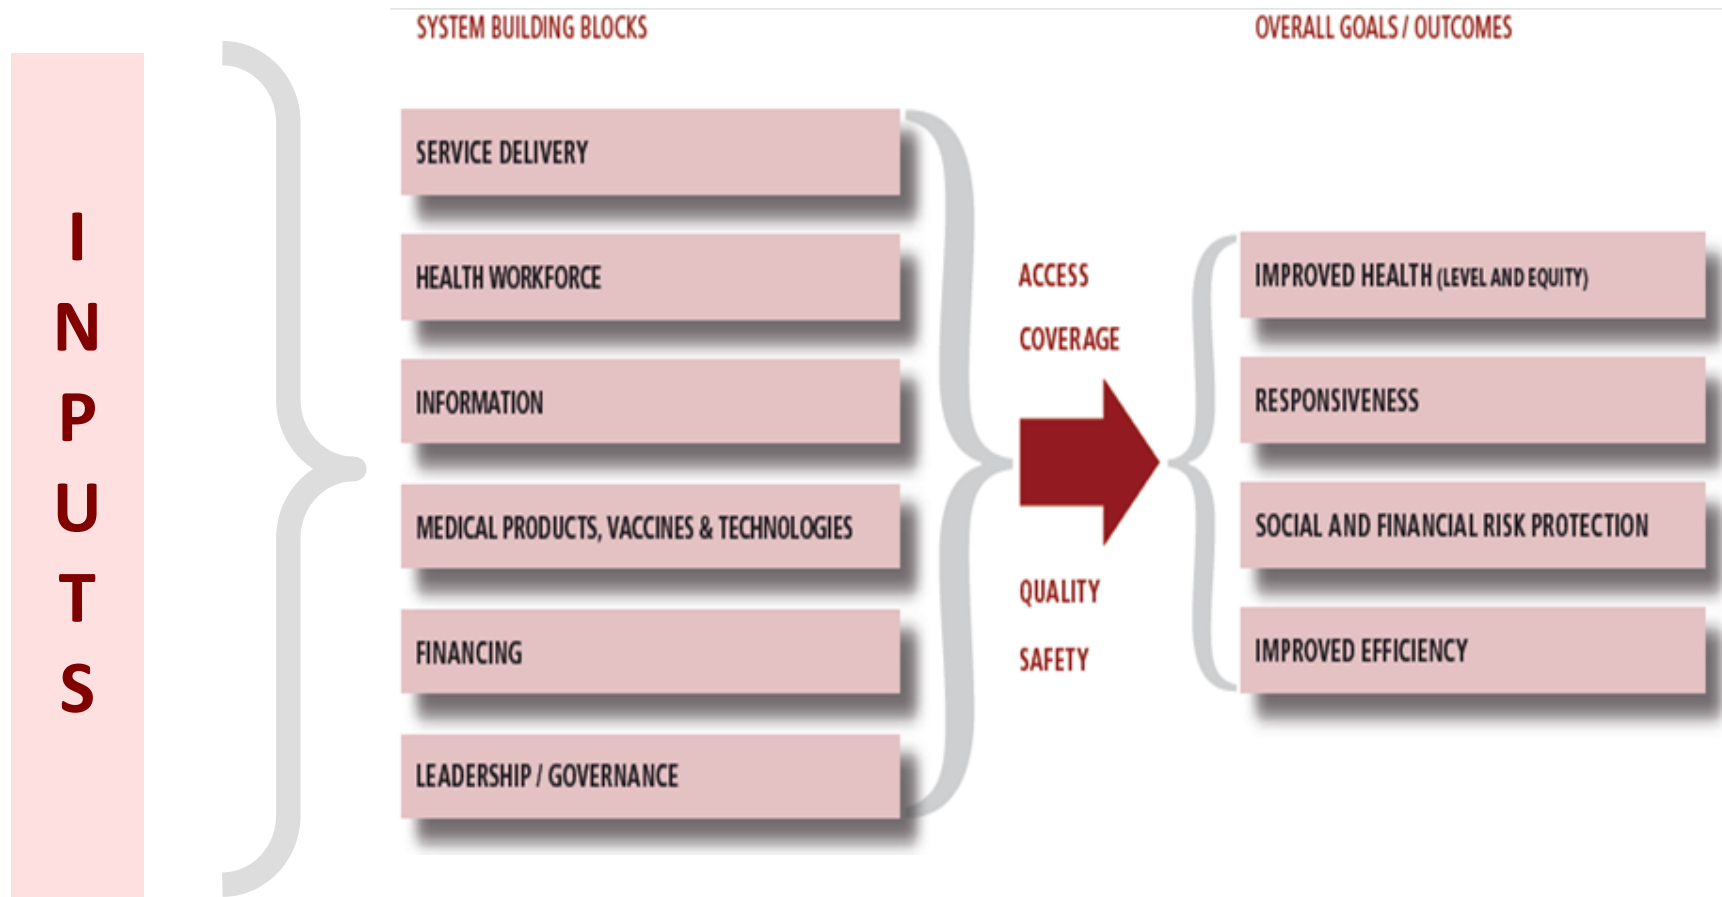 INPUTS
SYSTEM BUILDING BLOCKS
SERVICE DELIVERY
HEALTH WORKFORCE
INFORMATION
MEDICAL PRODUCTS, VACCINES & TECHNOLOGIES
FINANCING
LEADERSHIP / GOVERNANCE
ACCESS
COVERAGE
QUALITY
SAFETY
OVERALL GOALS / OUTCOMES
IMPROVED HEALTH (LEVEL AND EQUITY)
RESPONSIVENESS
SOCIAL AND FINANCIAL RISK PROTECTION
IMPROVED EFFICIENCY